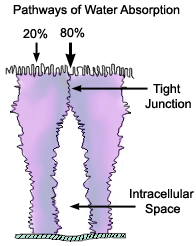 Pathways of Water Absorption
20% 80%
Tight
Junction
Intracellular
Space